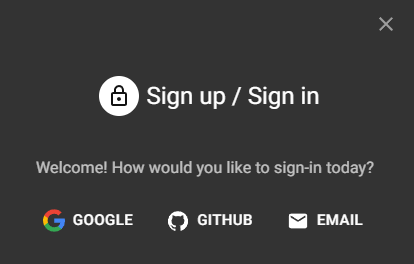 Sign up / Sign in
Welcome! How would you like to sign-in today?
GOOGLE GITHUB EMAIL